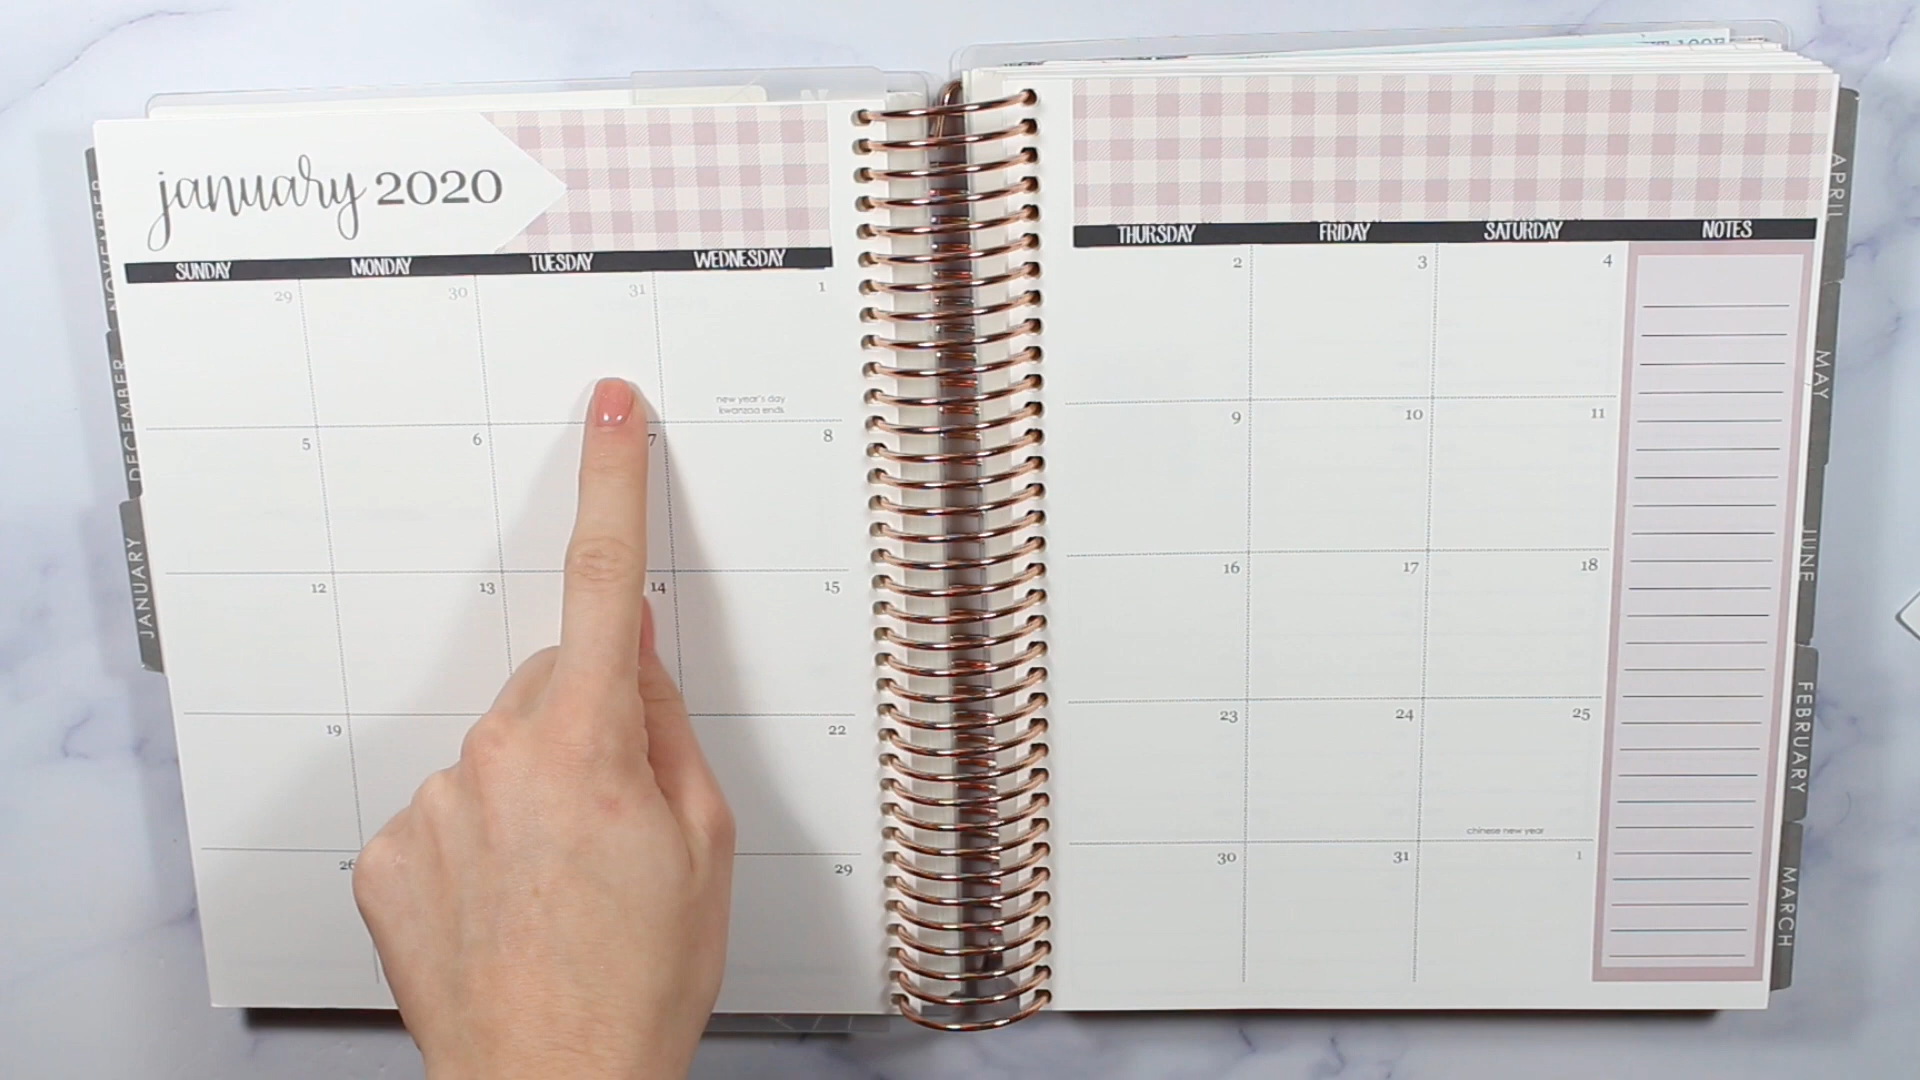 january 2020
SUNDAY MONDAY TUESDAY WEDNESDAY
29 30 31 1
new year's day
kwanzaa ends
5 6 7 8
12 13 14 15
19 22
26 29
THURSDAY FRIDAY SATURDAY NOTES
2 3 4
9 10 11
16 17 18
23 24 25
chinese new year
30 31 1
NOVEMBER
DECEMBER
JANUARY
APRIL
MAY
JUNE
FEBRUARY
MARCH